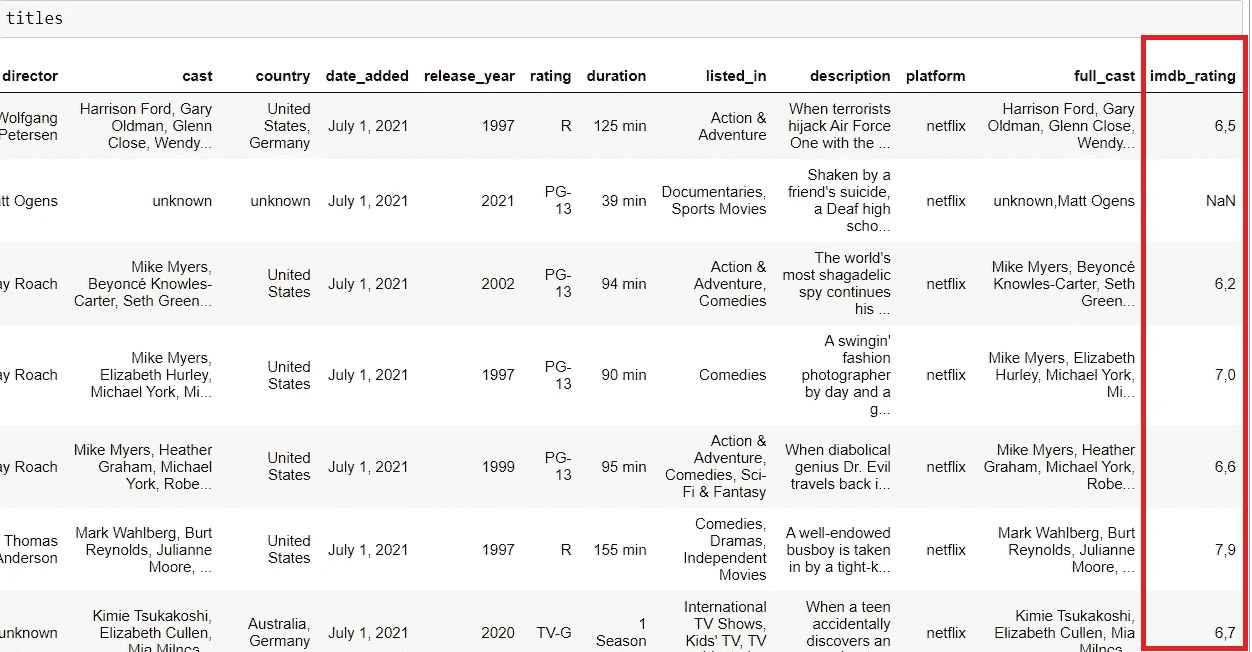 titles
director
cast
country
date_added
release_year
rating
duration
listed_in
description
platform
full_cast
imdb_rating
Wolfgang
Petersen
Harrison Ford, Gary
Oldman, Glenn
Close, Wendy...
United
States,
Germany
July 1, 2021
1997
R
125 min
Action &
Adventure
When terrorists
hijack Air Force
One with the ...
netflix
Harrison Ford, Gary
Oldman, Glenn Close,
Wendy...
6,5
tt Ogens
unknown
unknown
July 1, 2021
2021
PG-
13
39 min
Documentaries,
Sports Movies
Shaken by a
friend's suicide,
a Deaf high
scho...
netflix
unknown,Matt Ogens
NaN
ay Roach
Mike Myers,
Beyoncé Knowles-
Carter, Seth Green...
United
States
July 1, 2021
2002
PG-
13
94 min
Action &
Adventure,
Comedies
The world's
most shagadelic
spy continues
his ...
netflix
Mike Myers, Beyoncé
Knowles-Carter, Seth
Green...
6,2
ay Roach
Mike Myers,
Elizabeth Hurley,
Michael York, Mi...
United
States
July 1, 2021
1997
PG-
13
90 min
Comedies
A swingin'
fashion
photographer
by day and a
g...
netflix
Mike Myers, Elizabeth
Hurley, Michael York,
Mi...
7,0
ay Roach
Mike Myers, Heather
Graham, Michael
York, Robe...
United
States
July 1, 2021
1999
PG-
13
95 min
Action &
Adventure,
Comedies, Sci-
Fi & Fantasy
When diabolical
genius Dr. Evil
travels back i...
netflix
Mike Myers, Heather
Graham, Michael York,
Robe...
6,6
Thomas
Anderson
Mark Wahlberg, Burt
Reynolds, Julianne
Moore, ...
United
States
July 1, 2021
1997
R
155 min
Comedies,
Dramas,
Independent
Movies
A well-endowed
busboy is taken
in by a tight-k...
netflix
Mark Wahlberg, Burt
Reynolds, Julianne
Moore, ...
7,9
unknown
Kimie Tsukakoshi,
Elizabeth Cullen,
Mia
Australia,
Germany
July 1, 2021
2020
TV-G
1
Season
International
TV Shows,
Kids' TV, TV
When a teen
accidentally
discovers an
netflix
Kimie Tsukakoshi,
Elizabeth Cullen, Mia
6,7